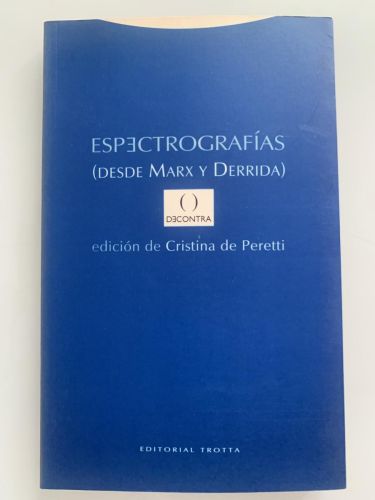 ESPƎCTROGRAFÍAS
(DESDE MARX Y DERRIDA)
( )
DƎCONTRA
edición de Cristina de Peretti
EDITORIAL TROTTA